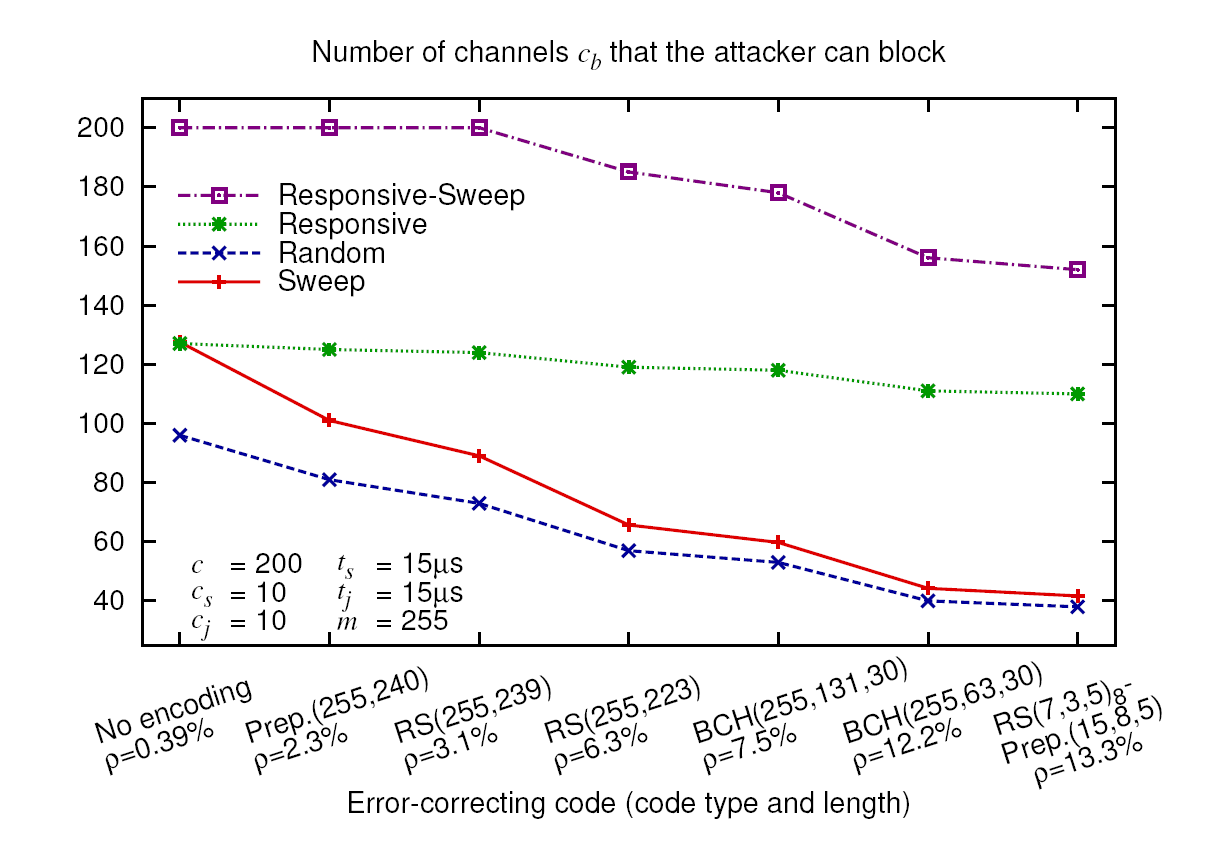 Number of channels c_b that the attacker can block
200
180
160
140
120
100
80
60
40
Responsive-Sweep
Responsive
Random
Sweep
c = 200 t_s = 15μs
c_s = 10 t_j = 15μs
c_j = 10 m = 255
No encoding
ρ=0.39%
Prep.(255,240)
ρ=2.3%
RS(255,239)
ρ=3.1%
RS(255,223)
ρ=6.3%
BCH(255,131,30)
ρ=7.5%
BCH(255,63,30)
ρ=12.2%
RS(7,3,5)_8-
Prep.(15,8,5)
ρ=13.3%
Error-correcting code (code type and length)